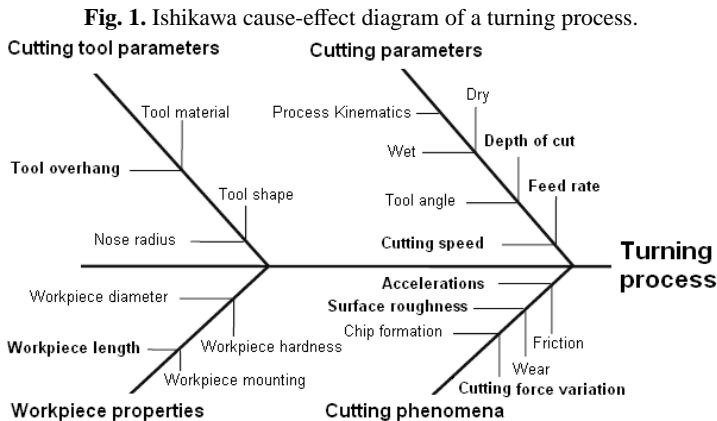 Fig. 1. Ishikawa cause-effect diagram of a turning process.
Cutting tool parameters
Cutting parameters
Tool material
Tool overhang
Tool shape
Nose radius
Process Kinematics
Dry
Wet
Depth of cut
Tool angle
Feed rate
Cutting speed
Turning
process
Workpiece diameter
Workpiece length
Workpiece hardness
Workpiece mounting
Workpiece properties
Accelerations
Surface roughness
Chip formation
Friction
Wear
Cutting force variation
Cutting phenomena